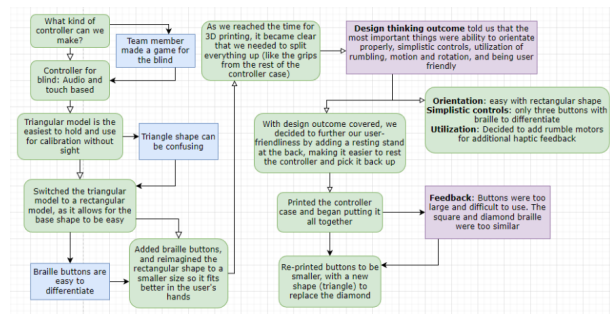 What kind of
controller can we
make?
Team member
made a game for
the blind
Controller for
blind: Audio and
touch based
Triangular model is the
easiest to hold and use
for calibration without
sight
Triangle shape can
be confusing
Switched the triangular
model to a rectangular
model, as it allows for the
base shape to be easy
Braille buttons are
easy to
differentiate
Added braille buttons,
and reimagined the
rectangular shape to a
smaller size so it fits
better in the user's
hands
As we reached the time for
3D printing, it became
clear that we needed to split
everything up (like the grips
from the rest of the
controller case)
Design thinking outcome told us that the
most important things were ability to orientate
properly, simplistic controls, utilization of
rumbling, motion and rotation, and being user
friendly
Orientation: easy with rectangular shape
Simplistic controls: only three buttons with
braille to differentiate
Utilization: Decided to add rumble motors
for additional haptic feedback
With design outcome covered, we
decided to further our user-
friendliness by adding a resting stand
at the back, making it easier to rest
the controller and pick it back up
Printed the controller
case and began putting it
all together
Feedback: Buttons were too
large and difficult to use. The
square and diamond braille
were too similar
Re-printed buttons to be
smaller, with a new
shape (triangle) to
replace the diamond